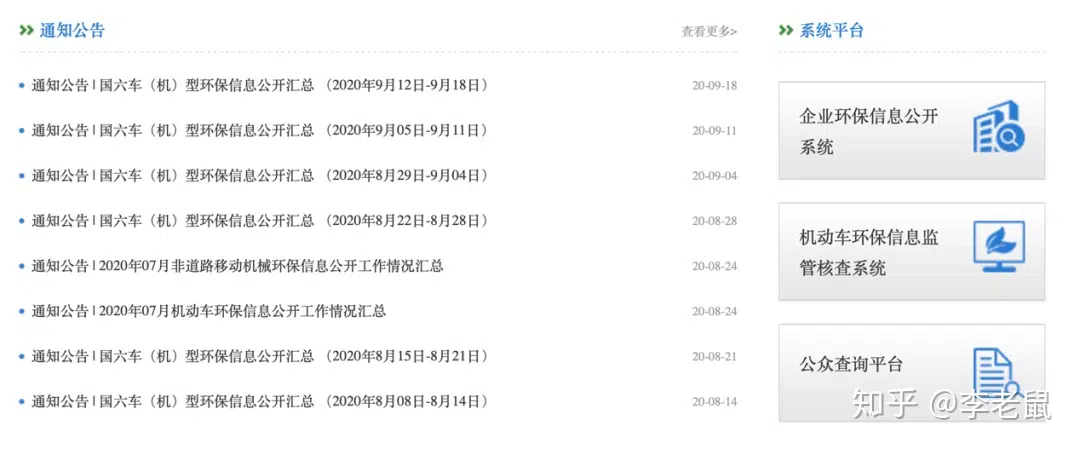 通知公告
查看更多>
通知公告 | 国六车（机）型环保信息公开汇总 （2020年9月12日-9月18日）
20-09-18
通知公告 | 国六车（机）型环保信息公开汇总 （2020年9月05日-9月11日）
20-09-11
通知公告 | 国六车（机）型环保信息公开汇总 （2020年8月29日-9月04日）
20-09-04
通知公告 | 国六车（机）型环保信息公开汇总 （2020年8月22日-8月28日）
20-08-28
通知公告 | 2020年07月非道路移动机械环保信息公开工作情况汇总
20-08-24
通知公告 | 2020年07月机动车环保信息公开工作情况汇总
20-08-24
通知公告 | 国六车（机）型环保信息公开汇总 （2020年8月15日-8月21日）
20-08-21
通知公告 | 国六车（机）型环保信息公开汇总 （2020年8月08日-8月14日）
20-08-14
系统平台
企业环保信息公开
系统
机动车环保信息监
管核查系统
公众查询平台
知乎 @李老鼠